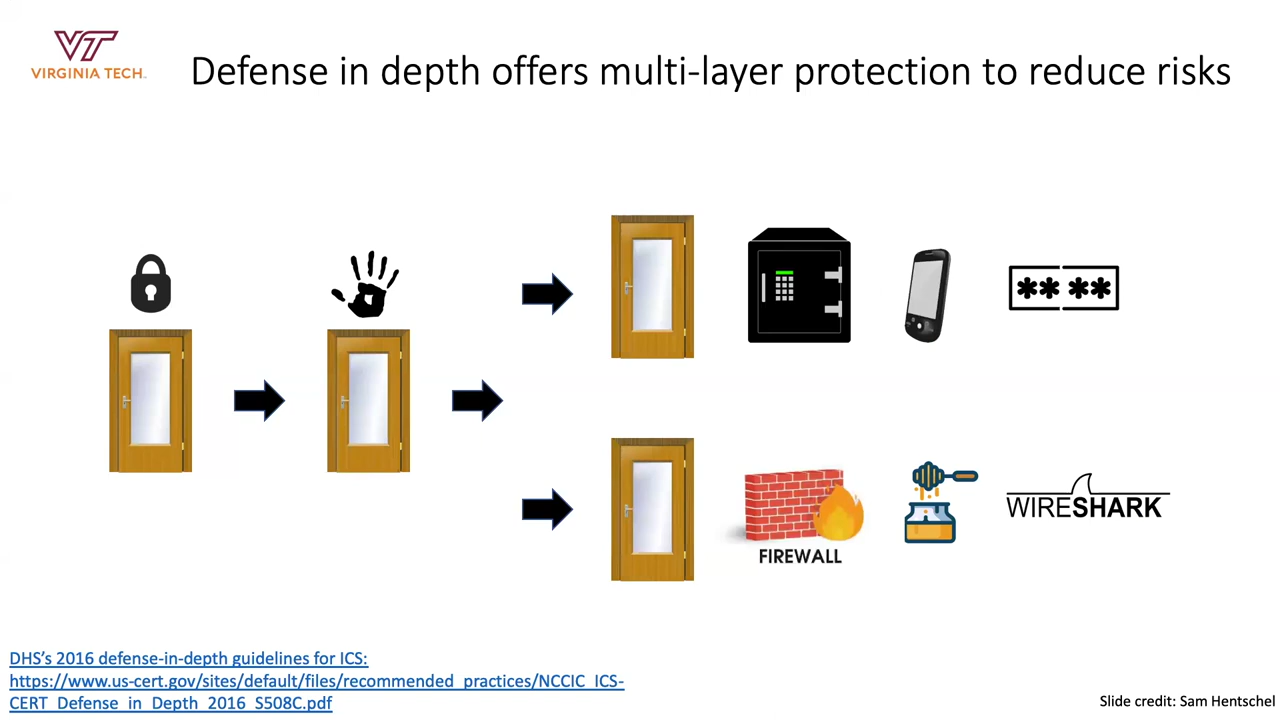 VT
VIRGINIA TECH
Defense in depth offers multi-layer protection to reduce risks
** **
FIREWALL
WIRESHARK
DHS’s 2016 defense-in-depth guidelines for ICS:
https://www.us-cert.gov/sites/default/files/recommended_practices/NCCIC_ICS-
CERT_Defense_in_Depth_2016_S508C.pdf
Slide credit: Sam Hentschel